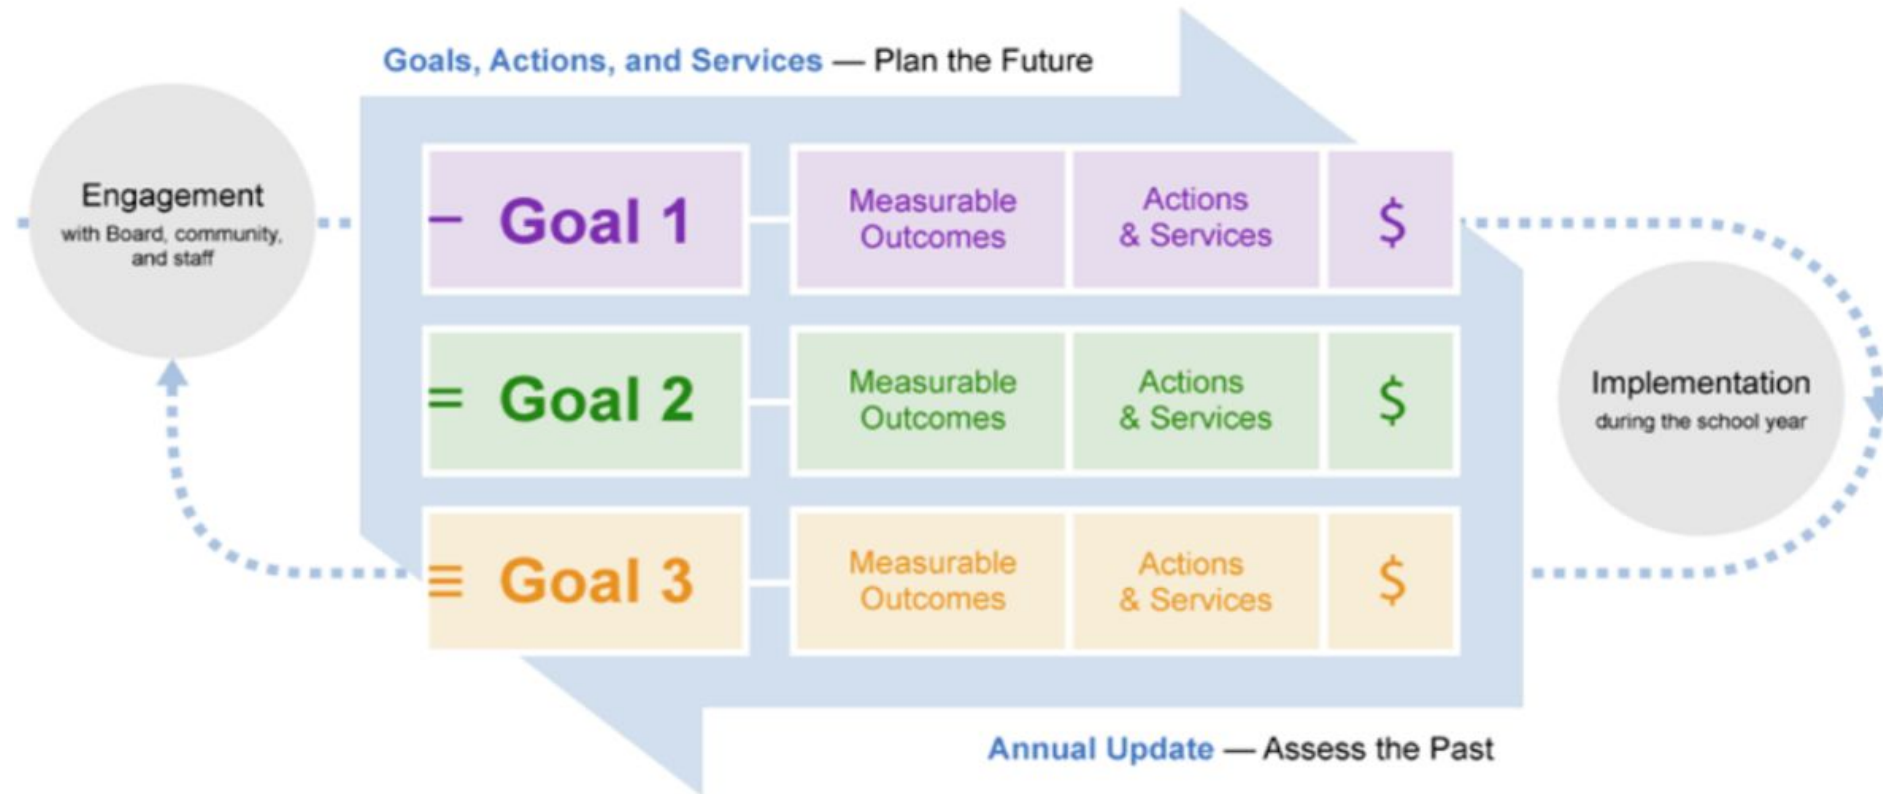 Goals, Actions, and Services — Plan the Future
Engagement
with Board, community,
and staff
Goal 1
Measurable
Outcomes
Actions
& Services
$
Goal 2
Measurable
Outcomes
Actions
& Services
$
Goal 3
Measurable
Outcomes
Actions
& Services
$
Implementation
during the school year
Annual Update — Assess the Past